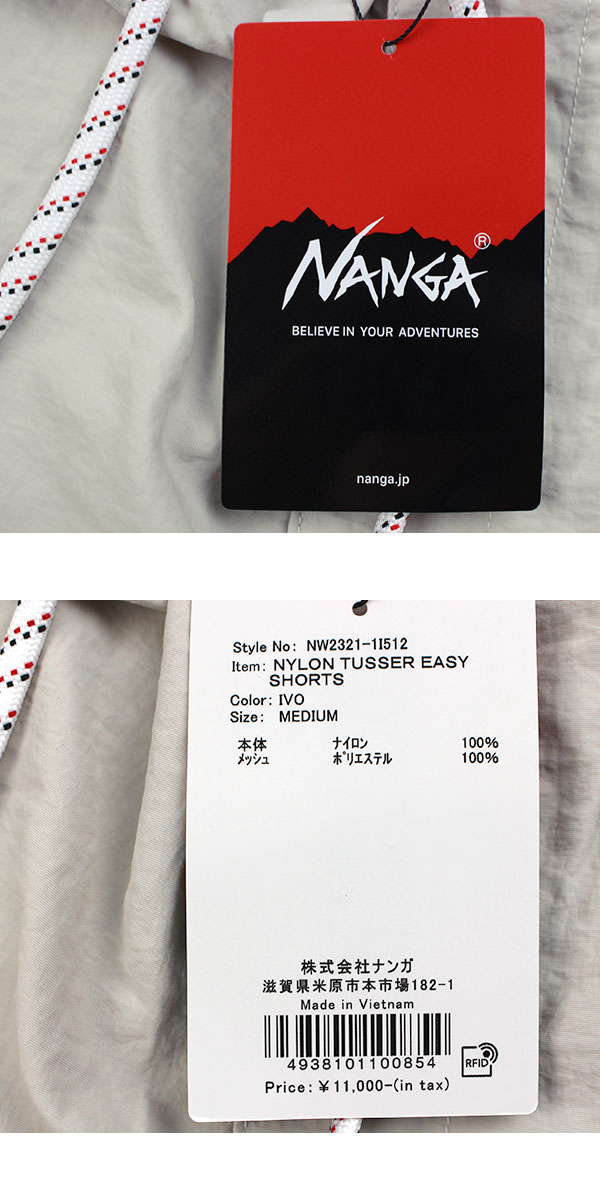 NANGA®
BELIEVE IN YOUR ADVENTURES
nanga.jp
Style No: NW2321-1I512
Item: NYLON TUSSER EASY
SHORTS
Color: IVO
Size: MEDIUM
本体 ナイロン 100%
メッシュ ポリエステル 100%
株式会社ナンガ
滋賀県米原市本市場182-1
Made in Vietnam
4938101100854
RFID
Price: ¥11,000-(in tax)